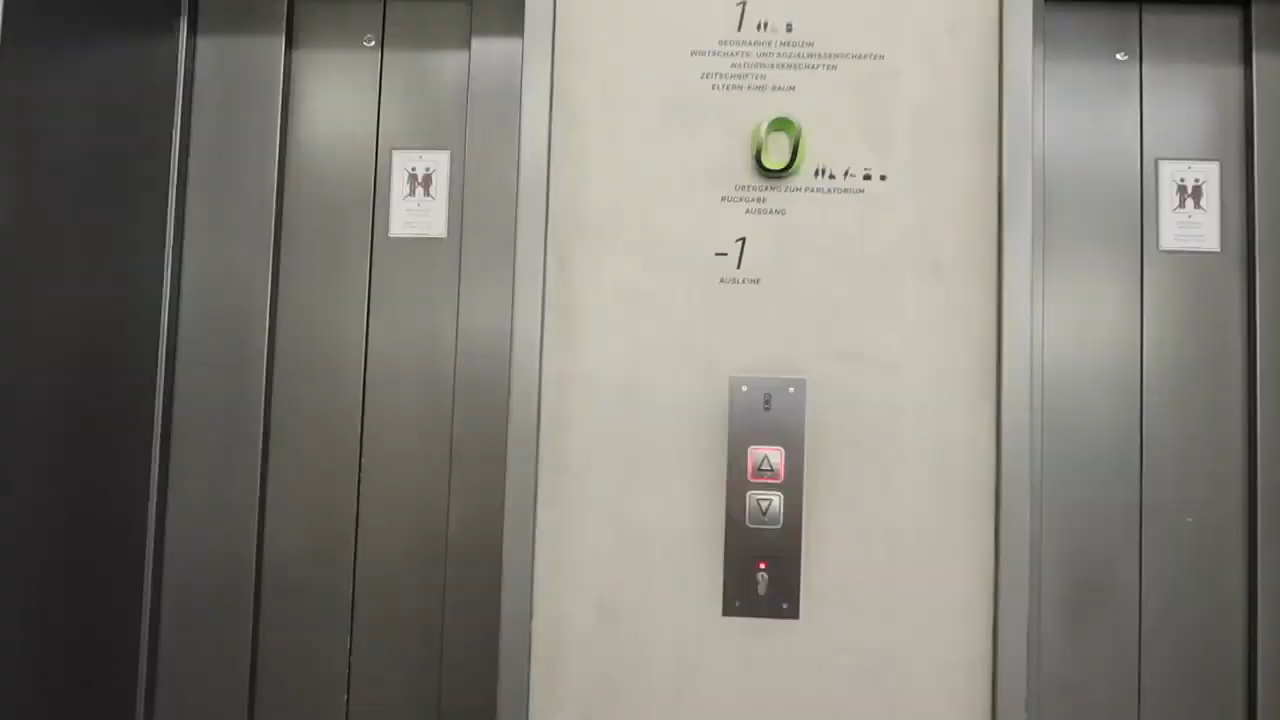 1
GEOGRAPHIE | MEDIZIN
WIRTSCHAFTS- UND SOZIALWISSENSCHAFTEN
NATURWISSENSCHAFTEN
ZEITSCHRIFTEN
ELTERN-KIND-RAUM
0
ÜBERGANG ZUM PARLATORIUM
RÜCKGABE
AUSGANG
-1
AUSLEIHE